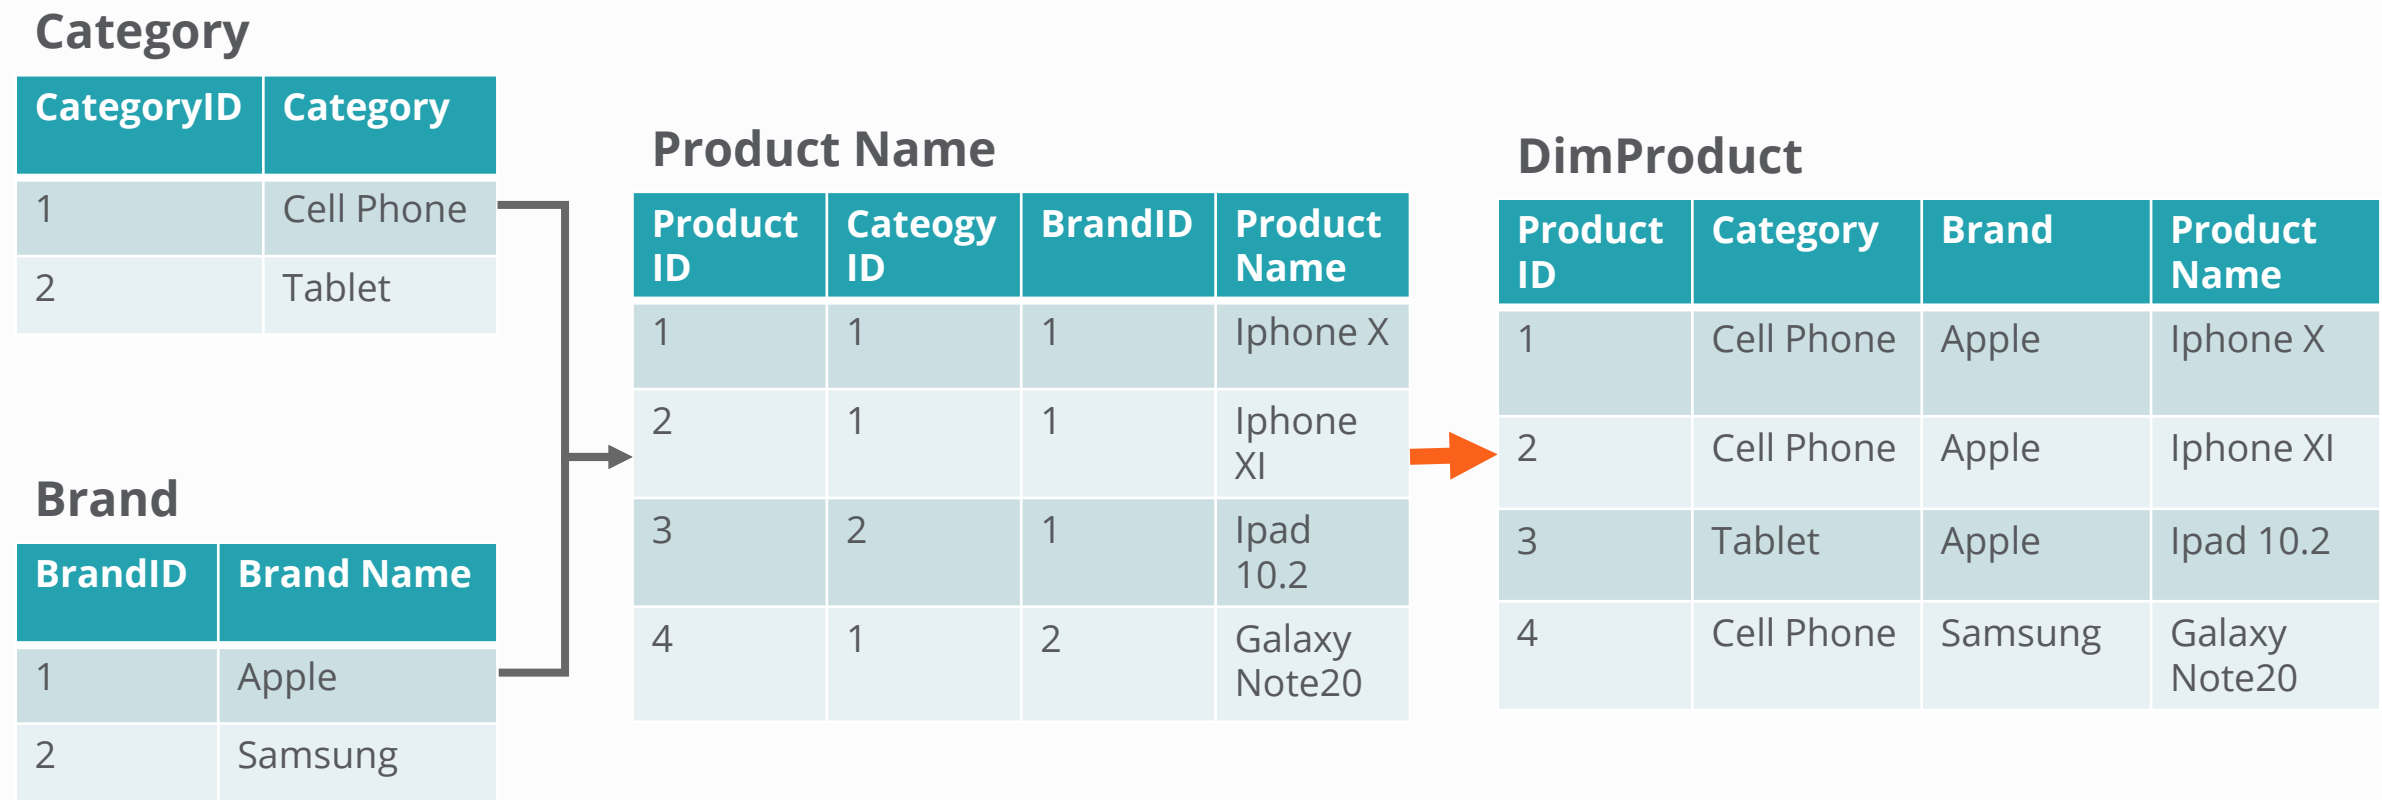 Category
CategoryID Category
1 Cell Phone
2 Tablet
Brand
BrandID Brand Name
1 Apple
2 Samsung
Product Name
Product Cateogy BrandID Product
ID ID Name
1 1 1 Iphone X
2 1 1 Iphone
XI
3 2 1 Ipad
10.2
4 1 2 Galaxy
Note20
DimProduct
Product Category Brand Product
ID Name
1 Cell Phone Apple Iphone X
2 Cell Phone Apple Iphone XI
3 Tablet Apple Ipad 10.2
4 Cell Phone Samsung Galaxy
Note20